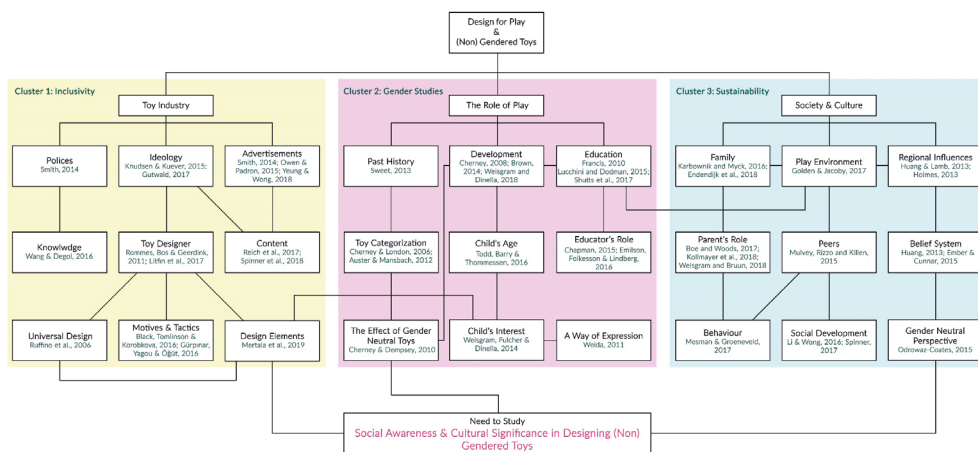 Design for Play
&
(Non) Gendered Toys
Cluster 1: Inclusivity
Toy Industry
Polices
Smith, 2014
Ideology
Knudsen & Kuever, 2015;
Gutwald, 2017
Advertisements
Smith, 2014; Owen &
Padron, 2015; Yeung &
Wong, 2018
Knowlwdge
Wang & Degol, 2016
Toy Designer
Rommes, Bos & Geerdink,
2011; Litfin et al., 2017
Content
Reich et al., 2017;
Spinner et al., 2018
Universal Design
Ruffino et al., 2006
Motives & Tactics
Black, Tomlinson &
Korobkova, 2016; Gürpınar,
Yagou & Öğüt, 2016
Design Elements
Mertala et al., 2019
Cluster 2: Gender Studies
The Role of Play
Past History
Sweet, 2013
Development
Cherney, 2008; Brown,
2014; Weisgram and
Dinella, 2018
Education
Francis, 2010
Lucchini and Dodman, 2015;
Shutts et al., 2017
Toy Categorization
Cherney & London, 2006;
Auster & Mansbach, 2012
Child's Age
Todd, Barry &
Thommessen, 2016
Educator's Role
Chapman, 2015; Emilson,
Folkesson & Lindberg,
2016
The Effect of Gender
Neutral Toys
Cherney & Dempsey, 2010
Child's Interest
Weisgram, Fulcher &
Dinella, 2014
A Way of Expression
Weida, 2011
Cluster 3: Sustainability
Society & Culture
Family
Karbownik and Myck, 2016;
Endendijk et al., 2018
Play Environment
Golden & Jacoby, 2017
Regional Influences
Huang & Lamb, 2013;
Holmes, 2013
Parent's Role
Boe and Woods, 2017;
Kollmayer et al., 2018;
Weisgram and Bruun, 2018
Peers
Mulvey, Rizzo and Killen,
2015
Belief System
Huang, 2013; Ember &
Cunnar, 2015
Behaviour
Mesman & Groeneveld,
2017
Social Development
Li & Wong, 2016; Spinner,
2017
Gender Neutral
Perspective
Odrowaz-Coates, 2015
Need to Study
Social Awareness & Cultural Significance in Designing (Non)
Gendered Toys